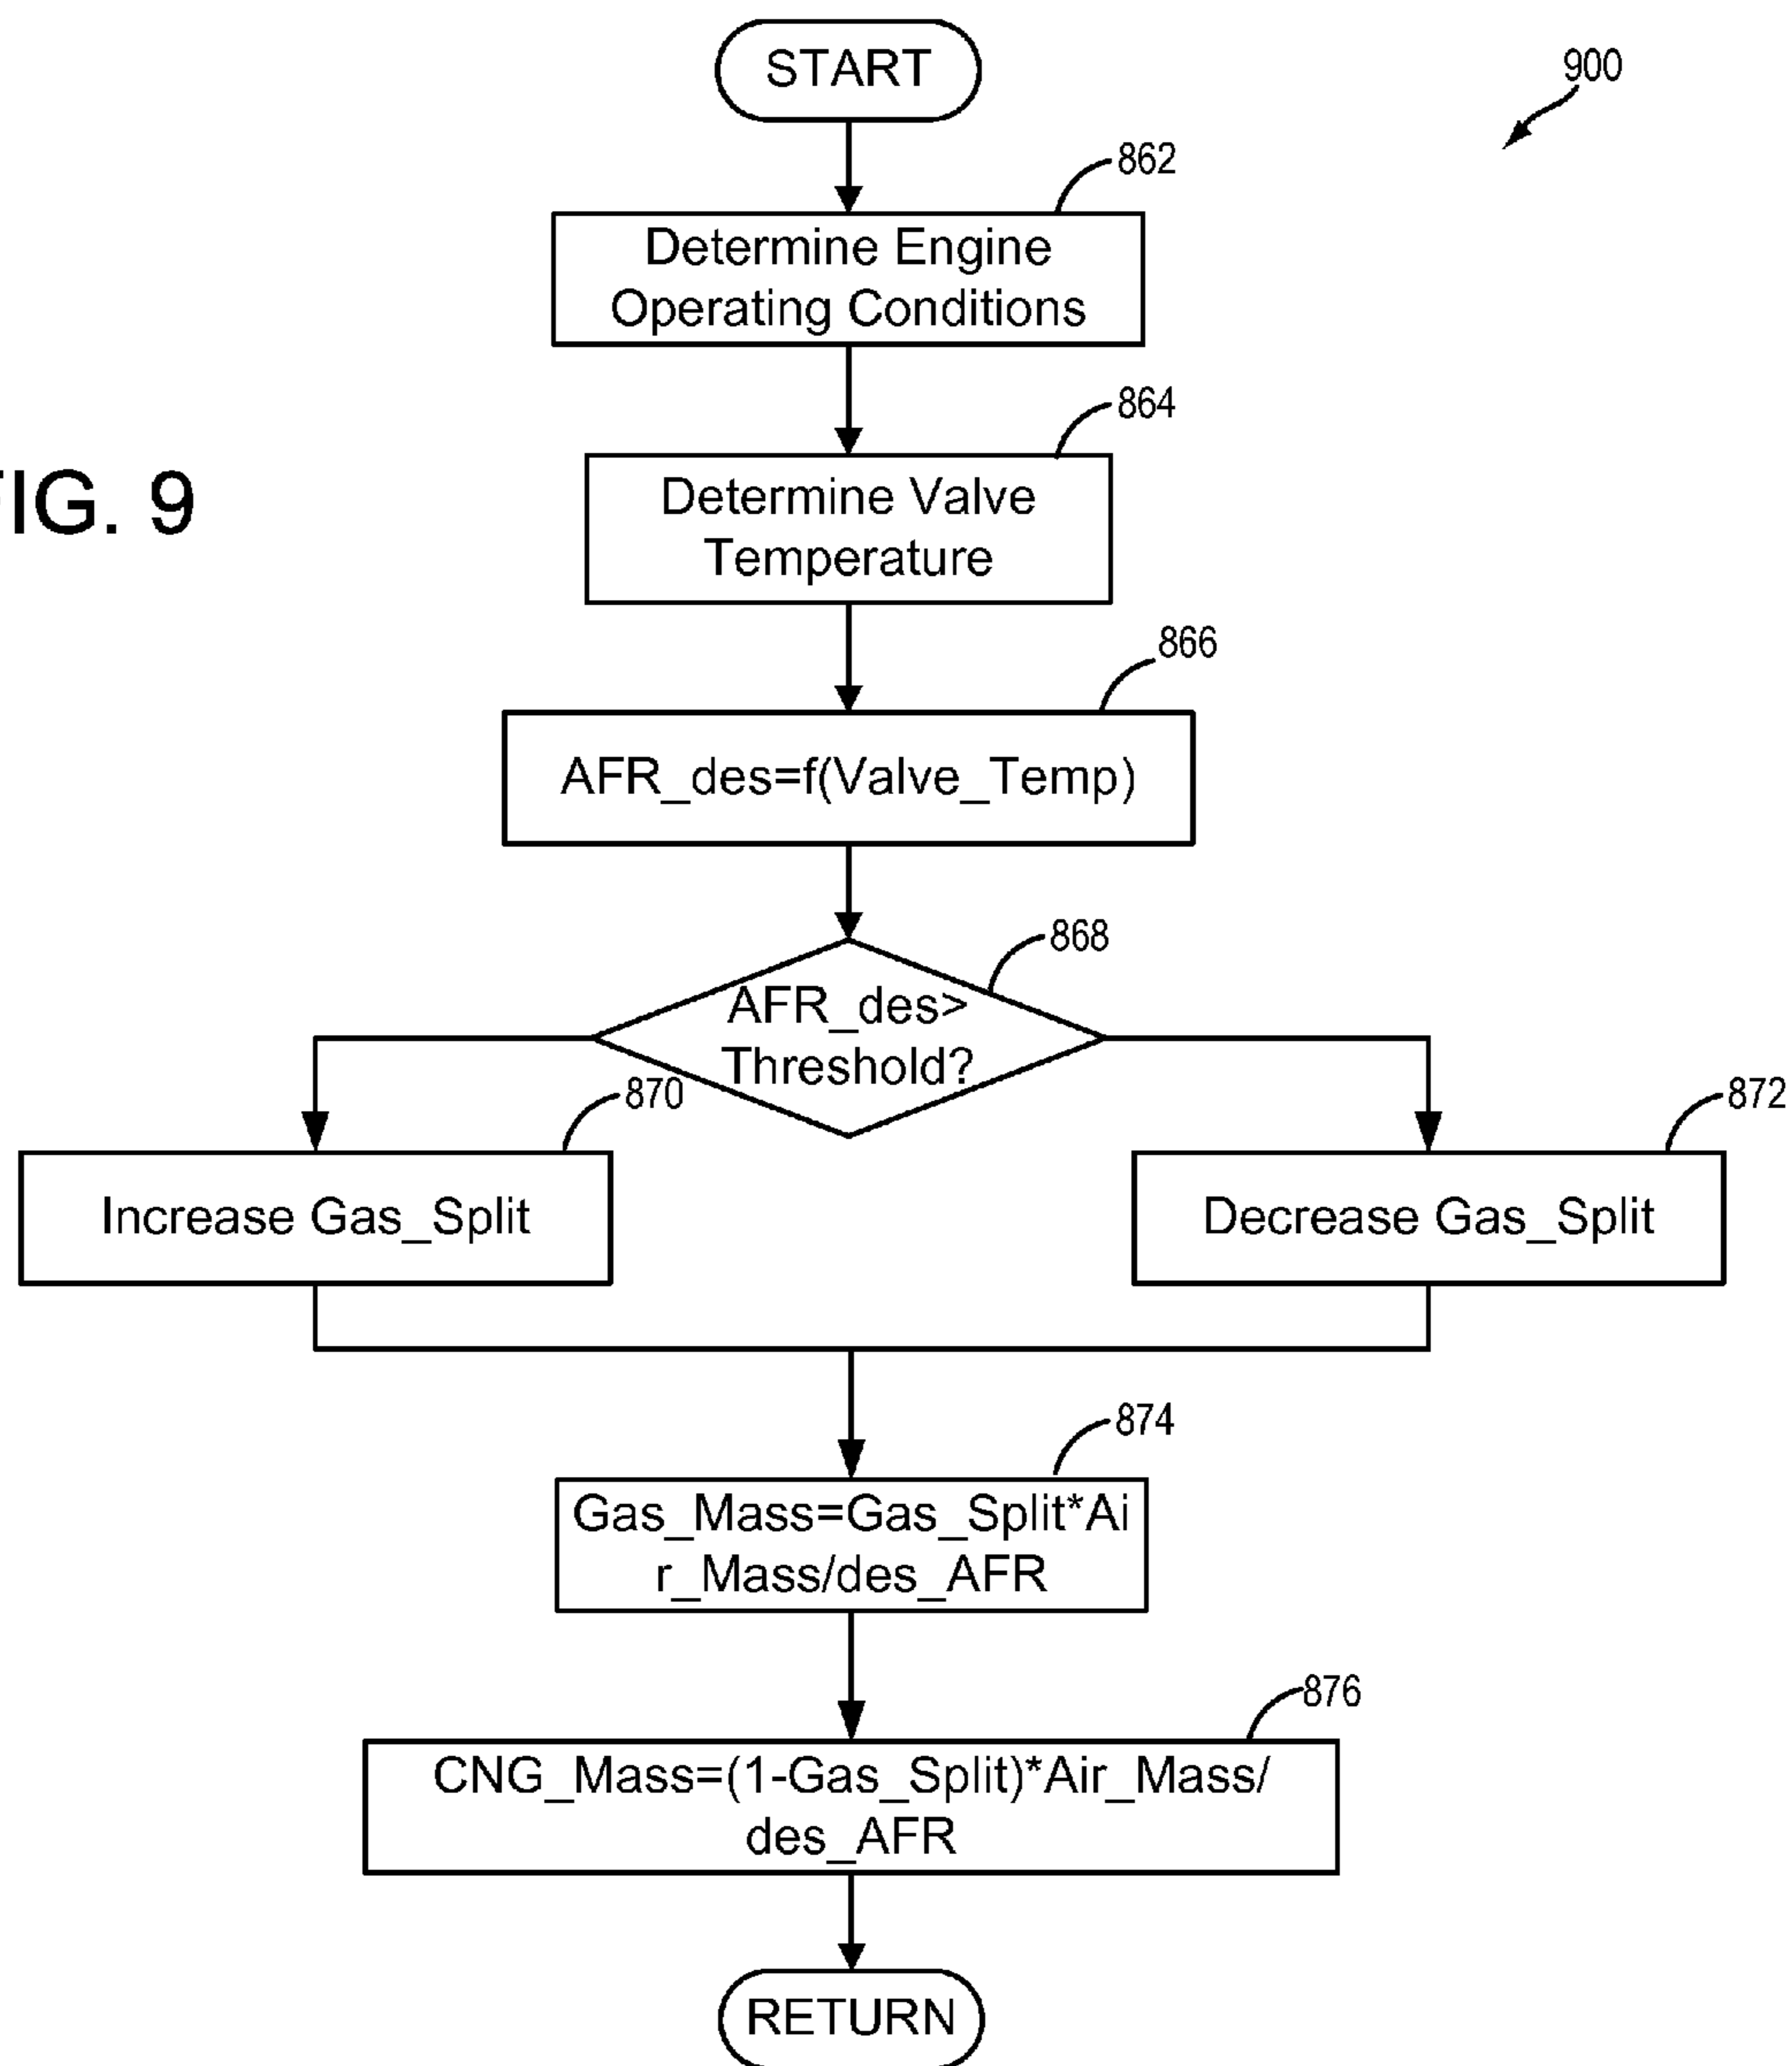 START
900
862
Determine Engine
Operating Conditions
864
Determine Valve
Temperature
FIG. 9
866
AFR_des=f(Valve_Temp)
868
AFR_des>
Threshold?
870
872
Increase Gas_Split
Decrease Gas_Split
874
Gas_Mass=Gas_Split*Ai
r_Mass/des_AFR
876
CNG_Mass=(1-Gas_Split)*Air_Mass/
des_AFR
RETURN